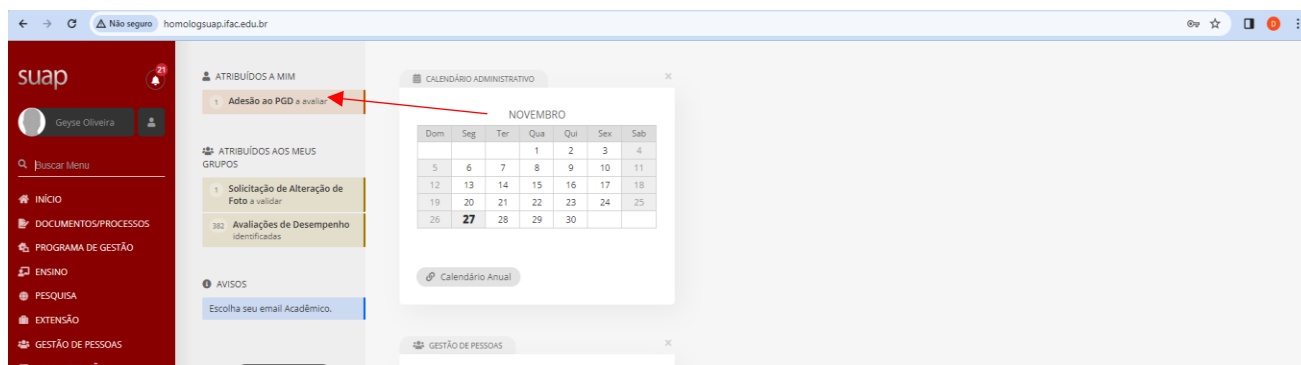 Não seguro homologsuap.ifac.edu.br
D
suap
21
Geyse Oliveira
Buscar Menu
INÍCIO
DOCUMENTOS/PROCESSOS
PROGRAMA DE GESTÃO
ENSINO
PESQUISA
EXTENSÃO
GESTÃO DE PESSOAS
ATRIBUÍDOS A MIM
1 Adesão ao PGD a avaliar
ATRIBUÍDOS AOS MEUS
GRUPOS
1 Solicitação de Alteração de
Foto a validar
382 Avaliações de Desempenho
identificadas
AVISOS
Escolha seu email Acadêmico.
CALENDÁRIO ADMINISTRATIVO
NOVEMBRO
Dom Seg Ter Qua Qui Sex Sab
1 2 3 4
5 6 7 8 9 10 11
12 13 14 15 16 17 18
19 20 21 22 23 24 25
26 27 28 29 30
Calendário Anual
GESTÃO DE PESSOAS